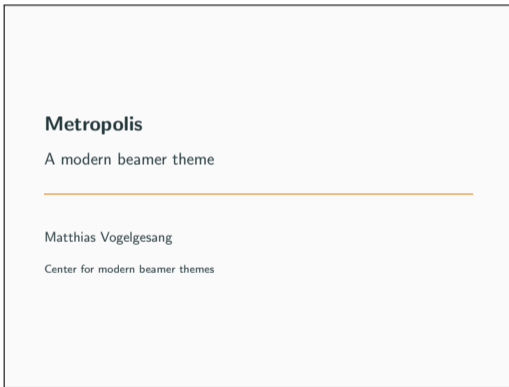 Metropolis
A modern beamer theme
Matthias Vogelgesang
Center for modern beamer themes